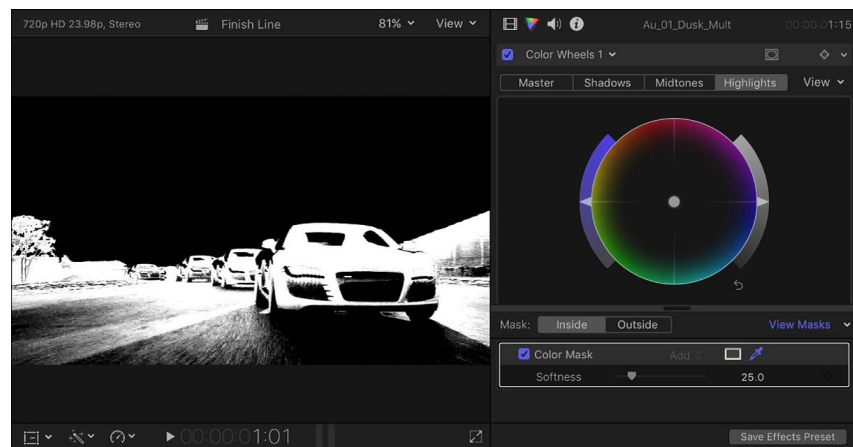 720p HD 23.98p, Stereo
Finish Line
81%
View
Au_01_Dusk_Mult
00:00:01:15
Color Wheels 1
Master
Shadows
Midtones
Highlights
View
Mask:
Inside
Outside
View Masks
Color Mask
Add
Softness
25.0
00:00:01:01
Save Effects Preset